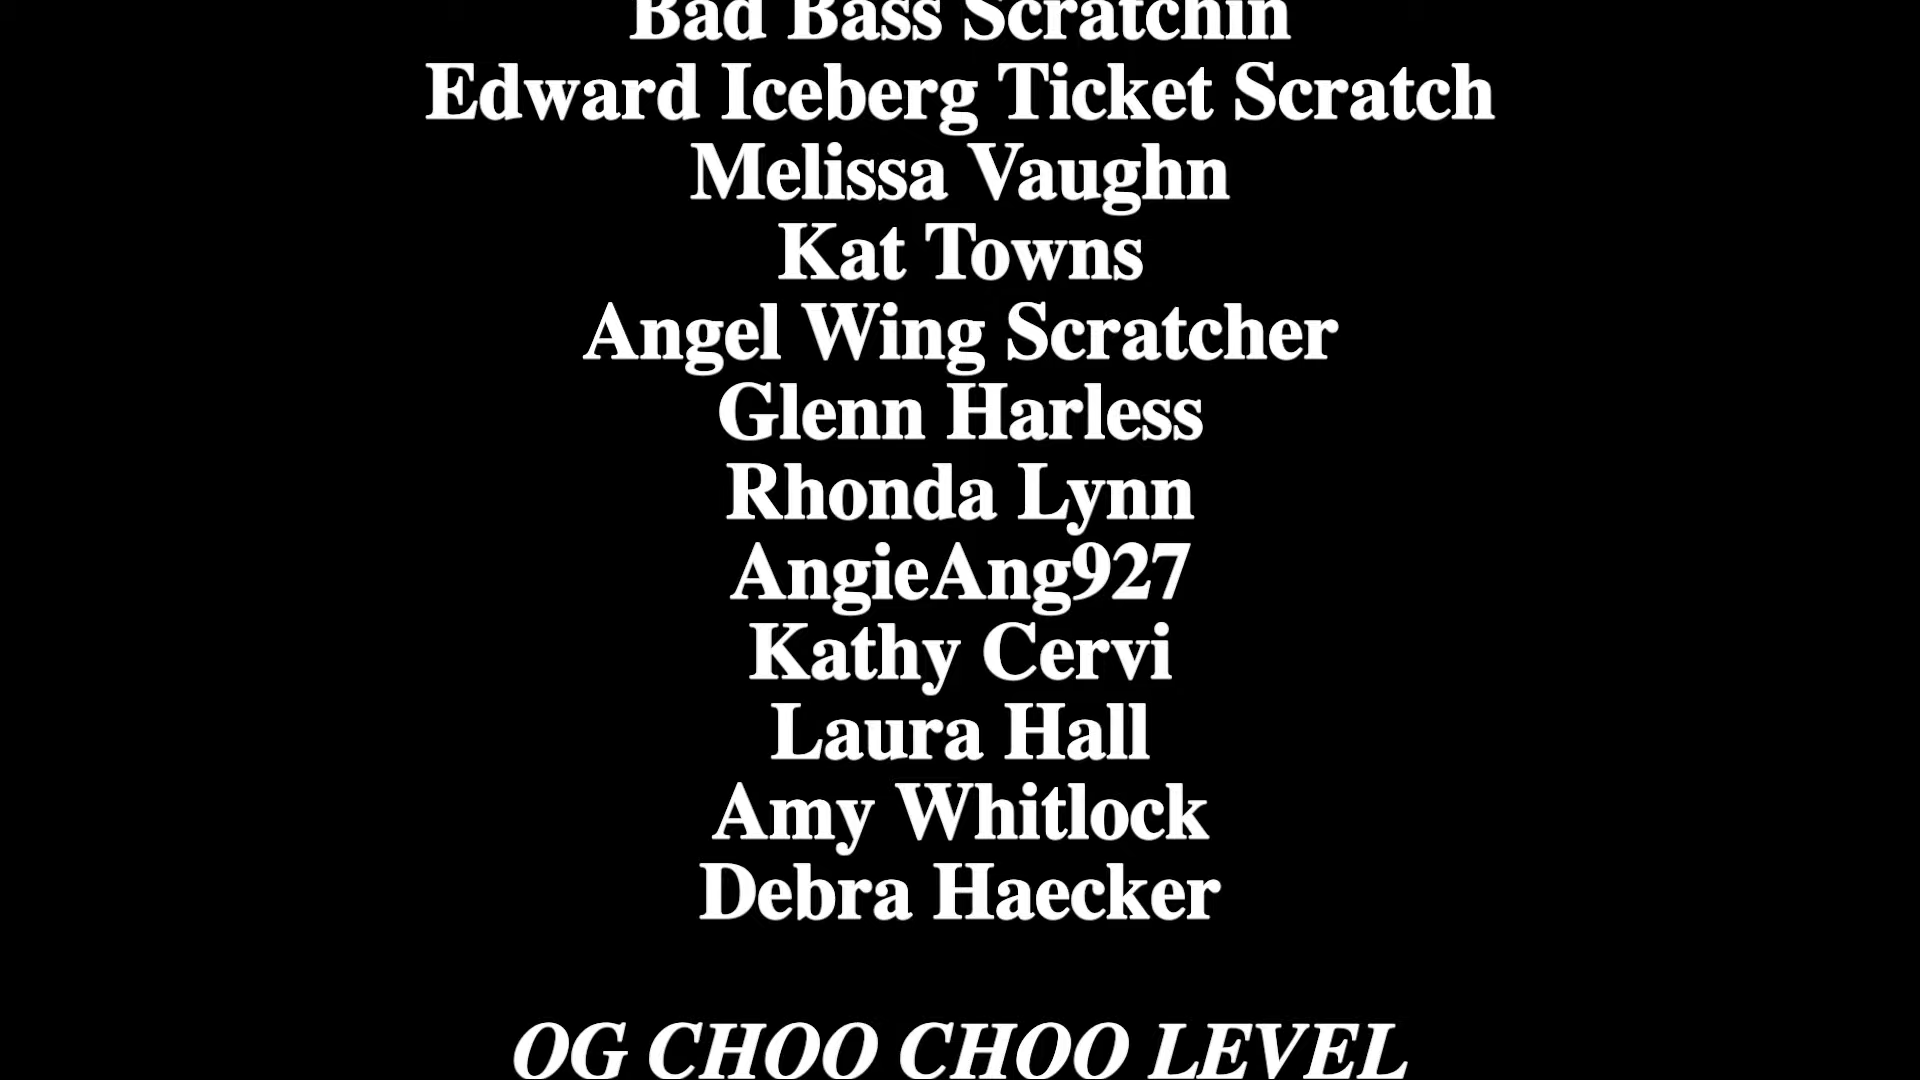 Bad Bass Scratchin
Edward Iceberg Ticket Scratch
Melissa Vaughn
Kat Towns
Angel Wing Scratcher
Glenn Harless
Rhonda Lynn
AngieAng927
Kathy Cervi
Laura Hall
Amy Whitlock
Debra Haecker
OG CHOO CHOO LEVEL